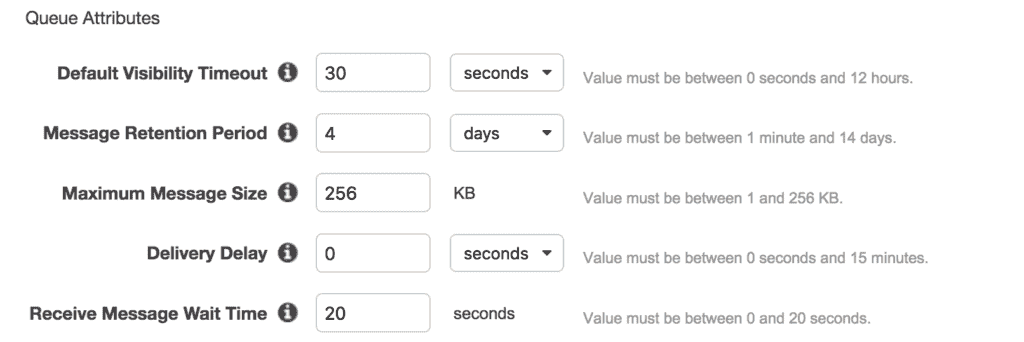 Queue Attributes
Default Visibility Timeout i 30 seconds Value must be between 0 seconds and 12 hours.
Message Retention Period i 4 days Value must be between 1 minute and 14 days.
Maximum Message Size i 256 KB Value must be between 1 and 256 KB.
Delivery Delay i 0 seconds Value must be between 0 seconds and 15 minutes.
Receive Message Wait Time i 20 seconds Value must be between 0 and 20 seconds.